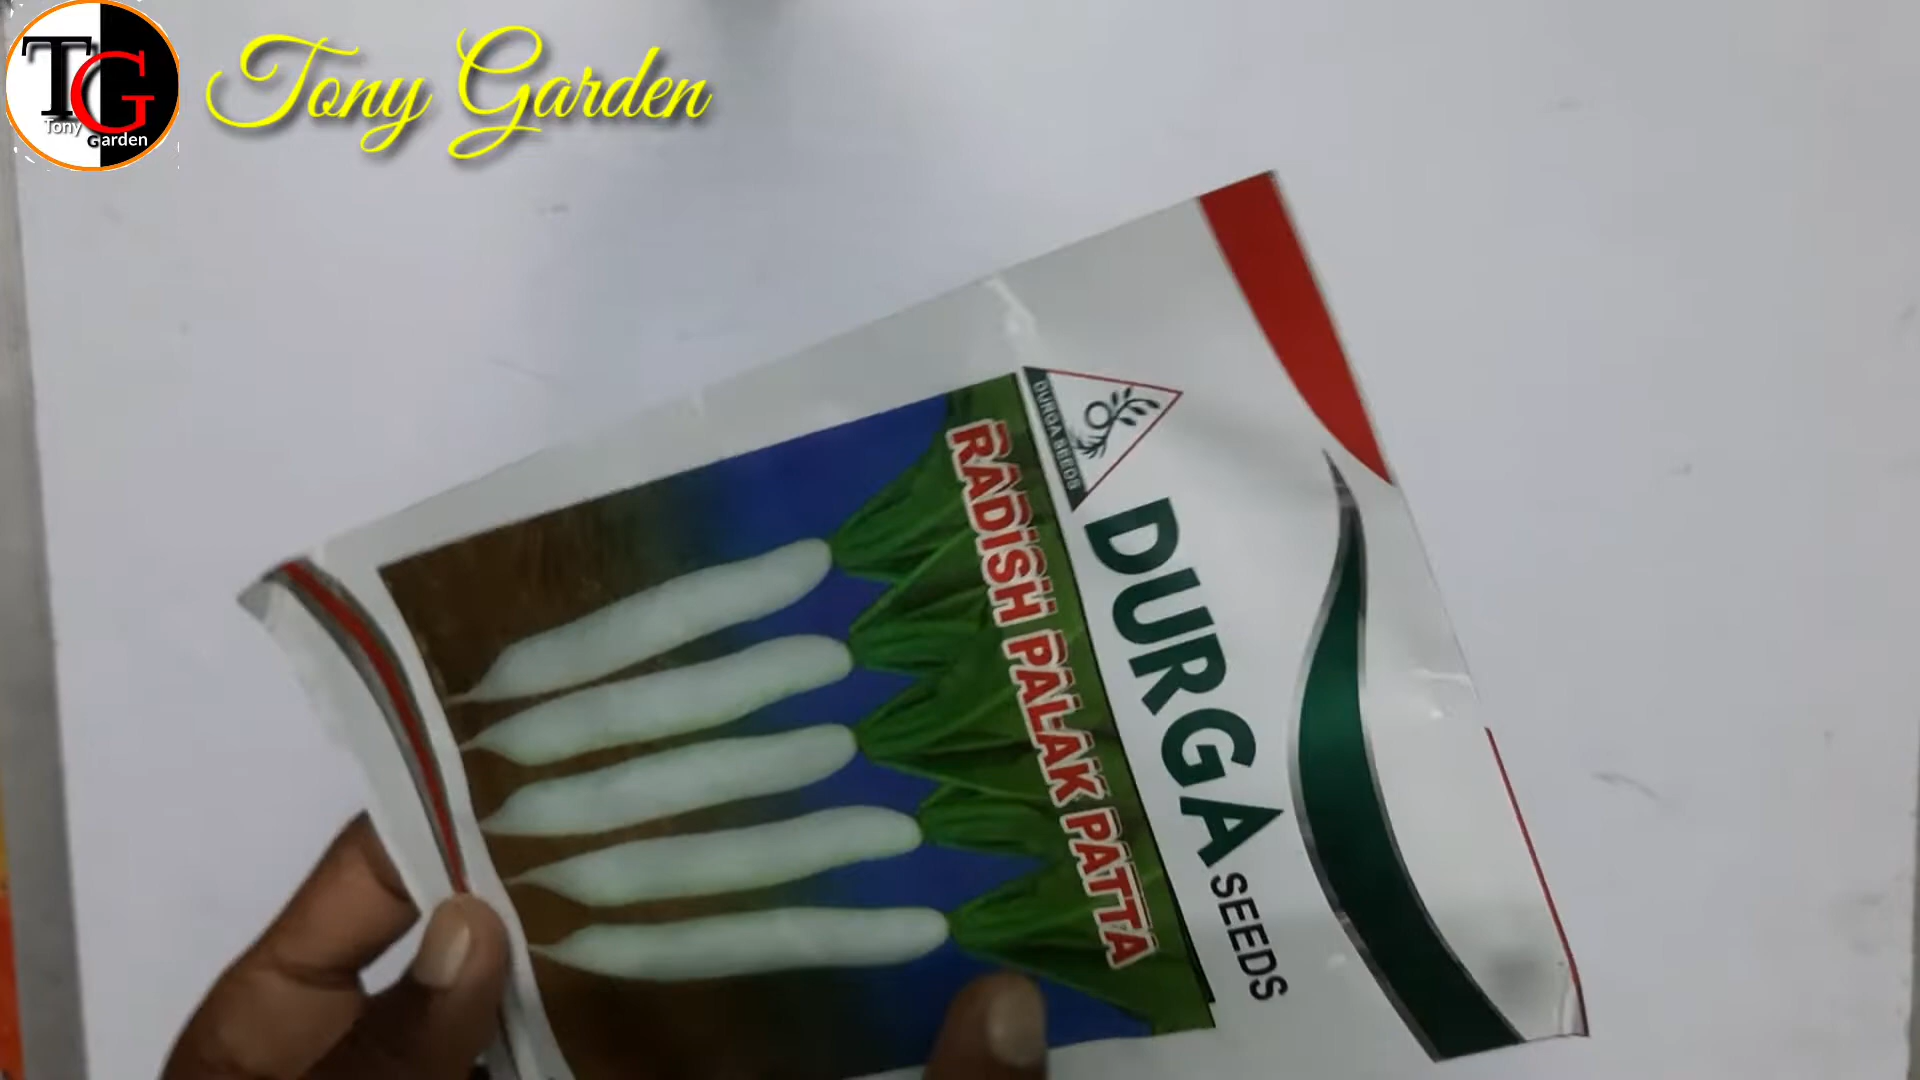 TG
Tony
Garden
Tony Garden
DURGA SEEDS
DURGA SEEDS
RADISH PALAK PATTA